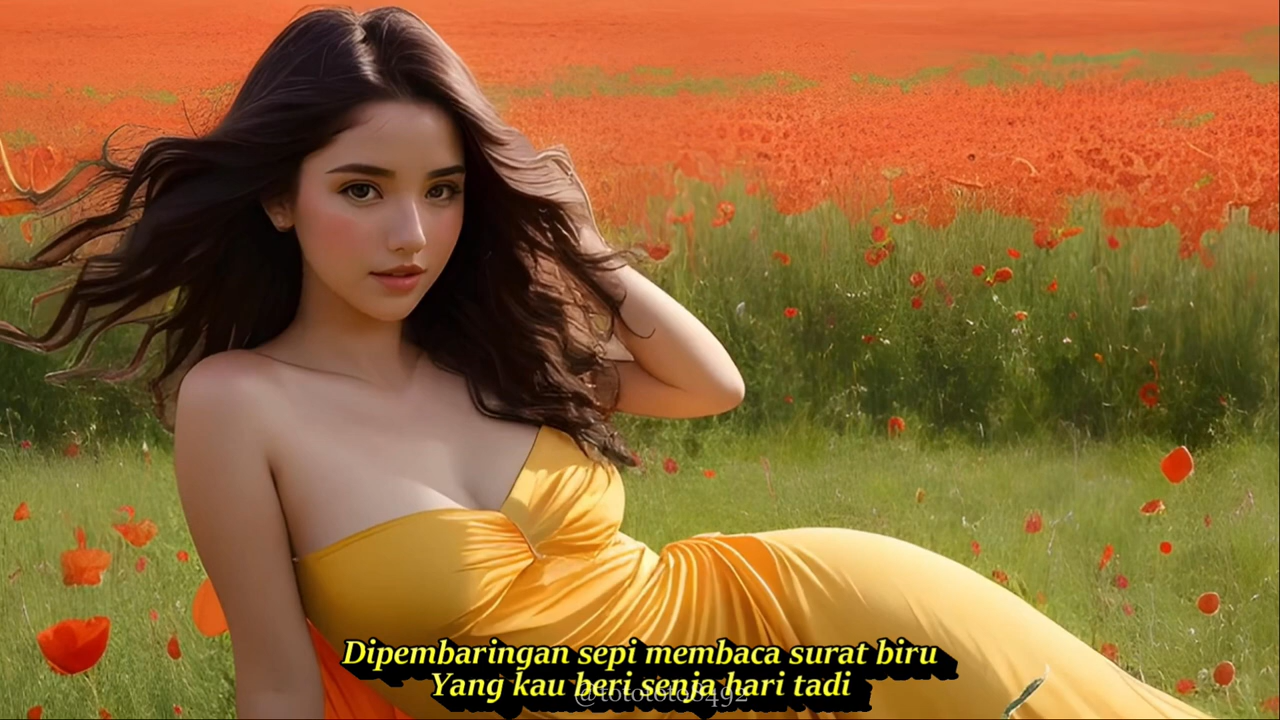 Dipembaringan sepi membaca surat biru
Yang kau beri senja hari tadi